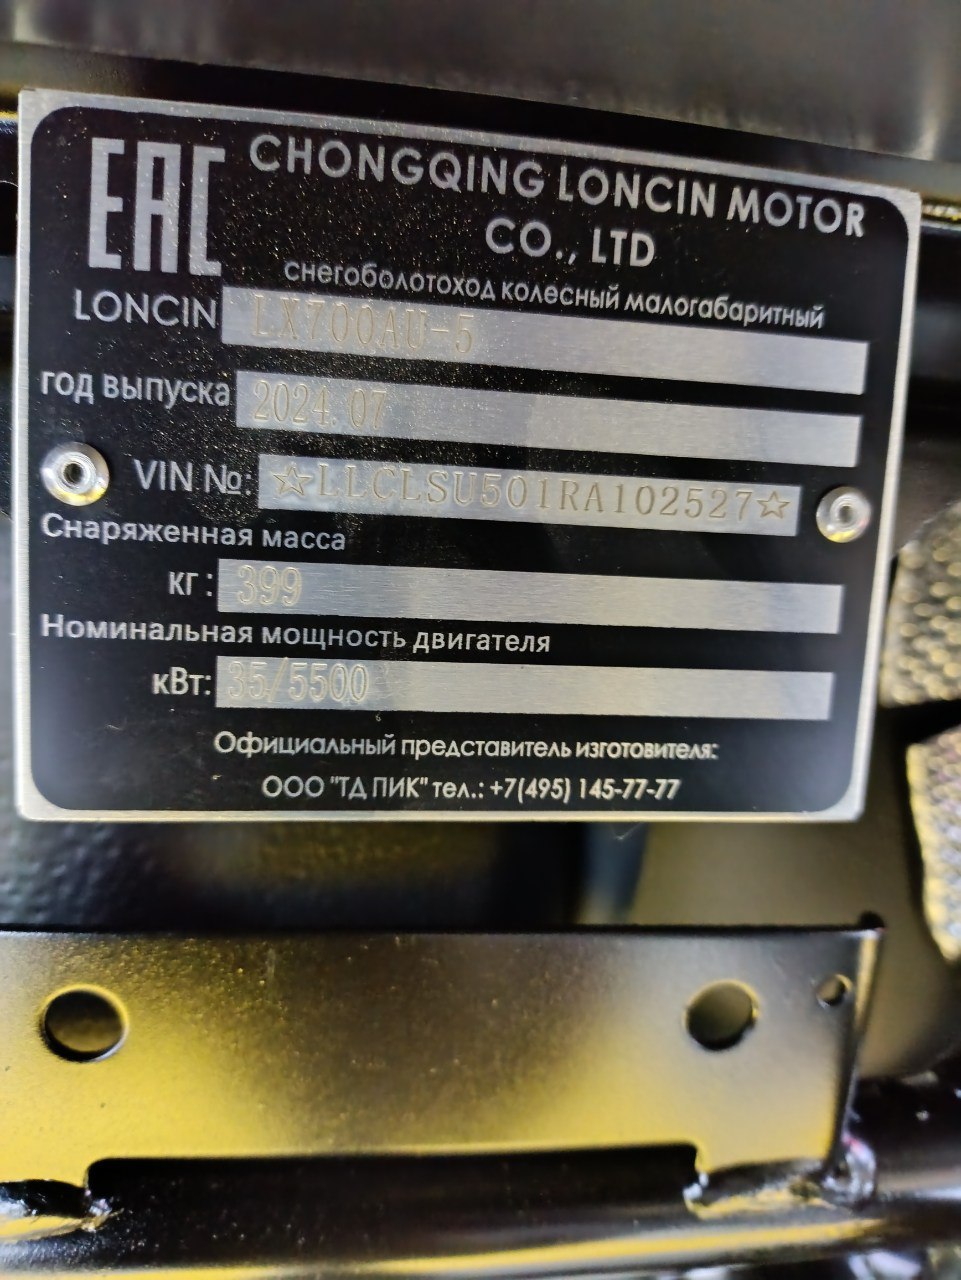 EAC
CHONGQING LONCIN MOTOR
CO., LTD
снегоболотоход колесный малогабаритный
LONCIN LX700AU-5
год выпуска 2024.07
VIN №: ☆LLCLSU501RA102527☆
Снаряженная масса
кг: 399
Номинальная мощность двигателя
кВт: 35/5500
Официальный представитель изготовителя:
ООО "ТД ПИК" тел.: +7(495) 145-77-77